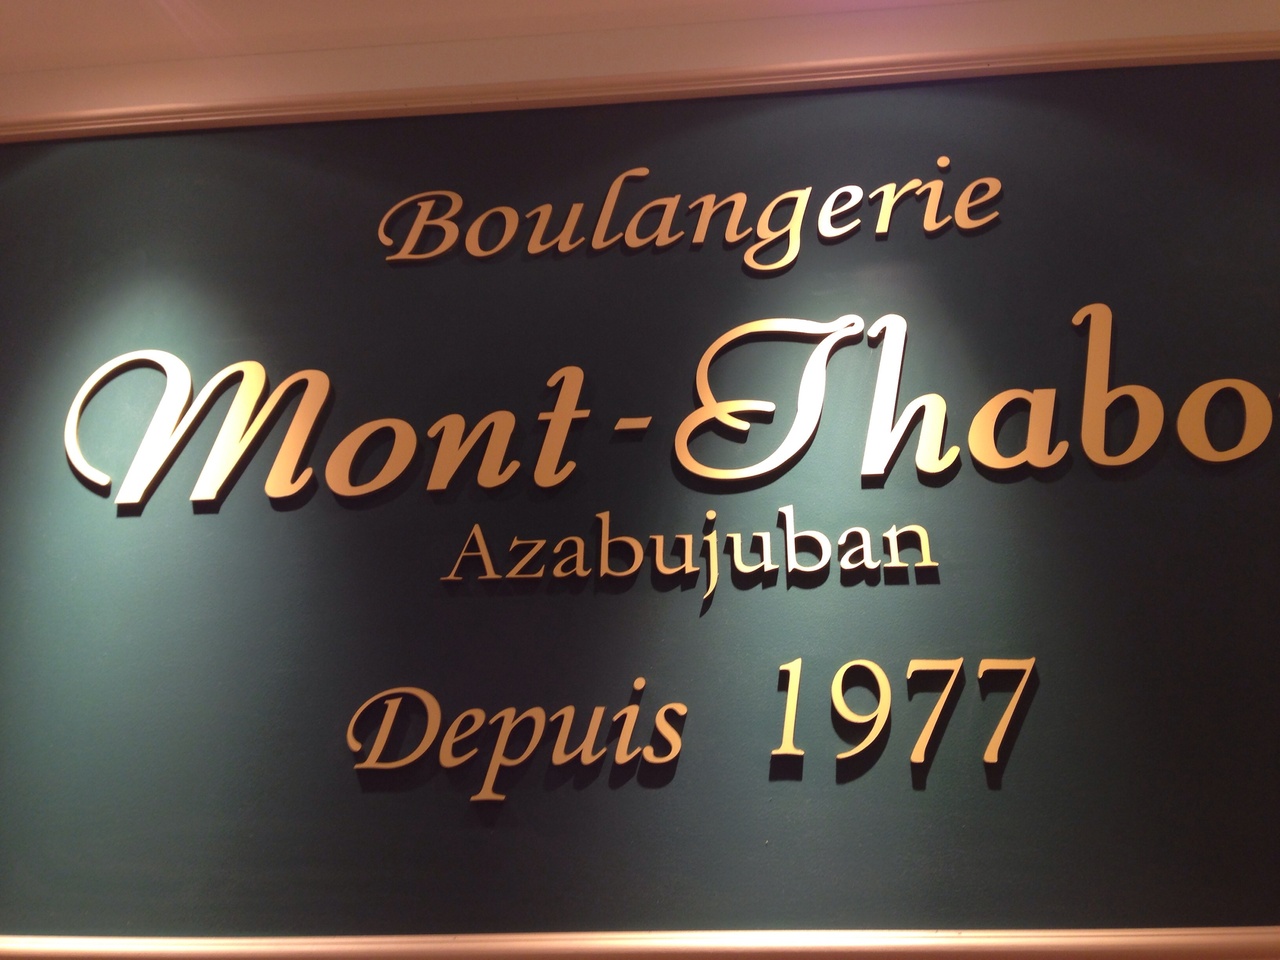 Boulangerie
Mont-Thabo
Azabujuban
Depuis 1977